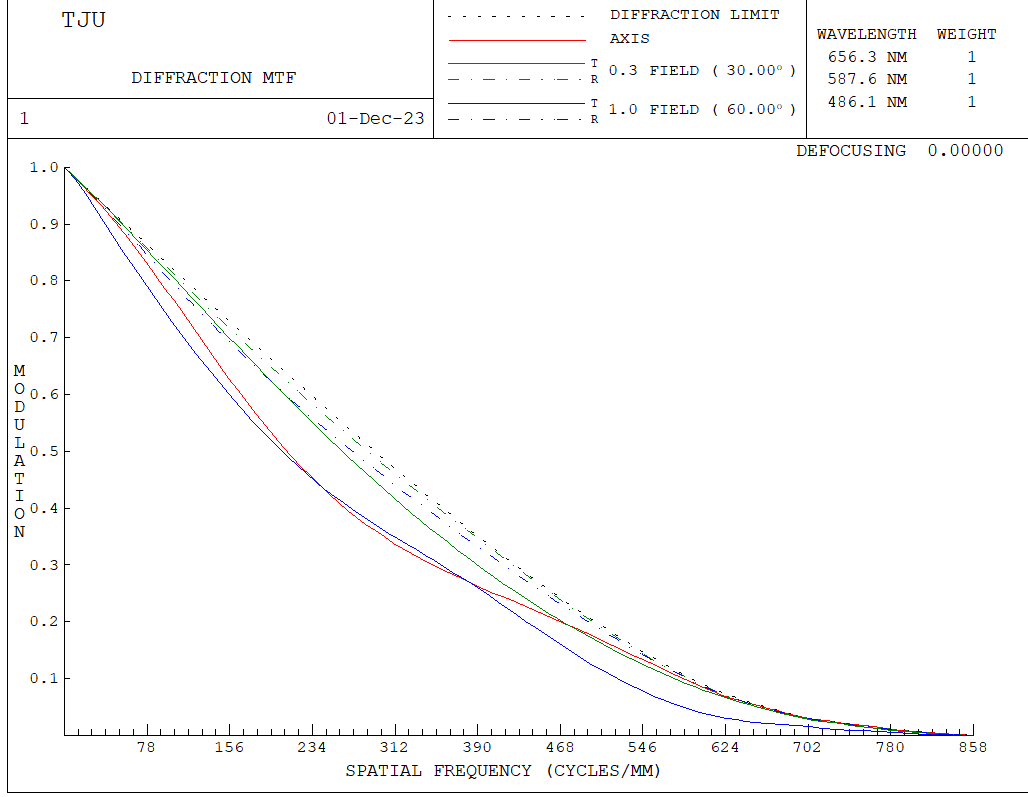 TJU
DIFFRACTION MTF
1 01-Dec-23
DIFFRACTION LIMIT
AXIS
T
R
0.3 FIELD ( 30.00° )
T
R
1.0 FIELD ( 60.00° )
WAVELENGTH WEIGHT
656.3 NM 1
587.6 NM 1
486.1 NM 1
DEFOCUSING 0.00000
1.0
0.9
0.8
0.7
0.6
0.5
0.4
0.3
0.2
0.1
MODULATION
78 156 234 312 390 468 546 624 702 780 858
SPATIAL FREQUENCY (CYCLES/MM)